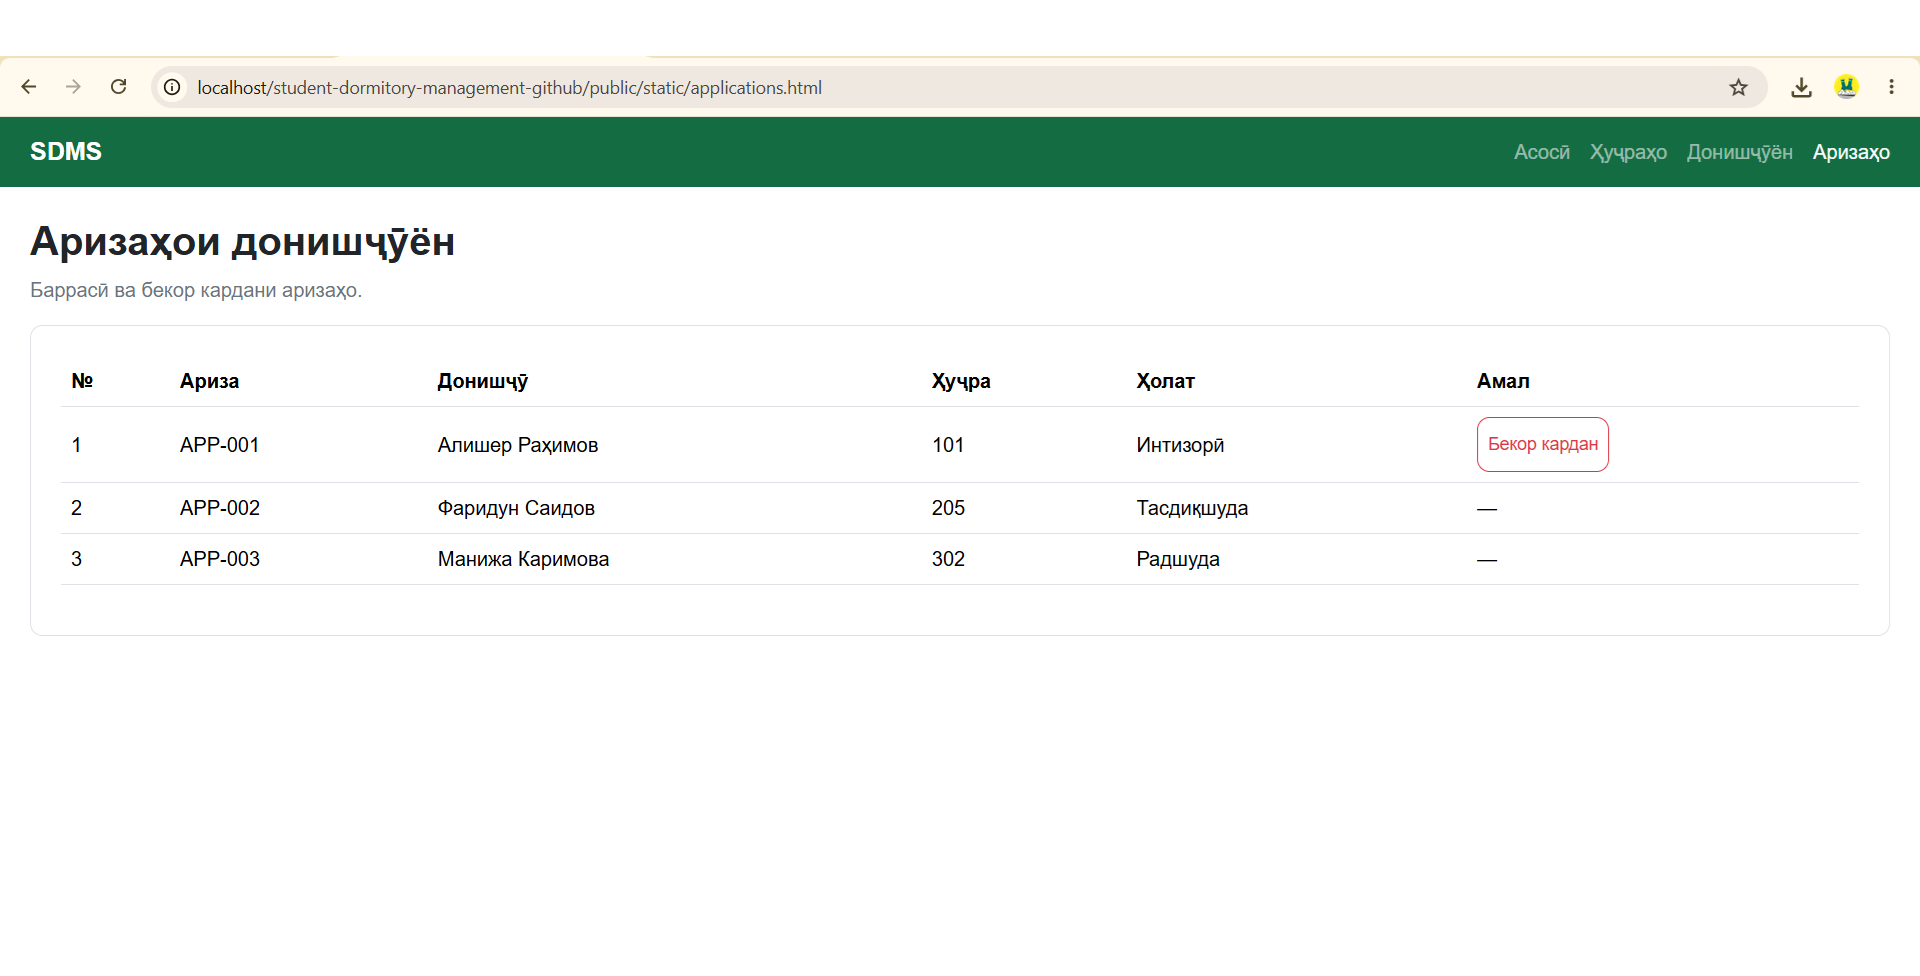 localhost/student-dormitory-management-github/public/static/applications.html
SDMS Асосӣ Ҳуҷраҳо Донишҷӯён Аризаҳо
Аризаҳои донишҷӯён
Баррасӣ ва бекор кардани аризаҳо.
№ Ариза Донишҷӯ Ҳуҷра Ҳолат Амал
1 APP-001 Алишер Раҳимов 101 Интизорӣ Бекор кардан
2 APP-002 Фаридун Саидов 205 Тасдиқшуда —
3 APP-003 Манижа Каримова 302 Радшуда —